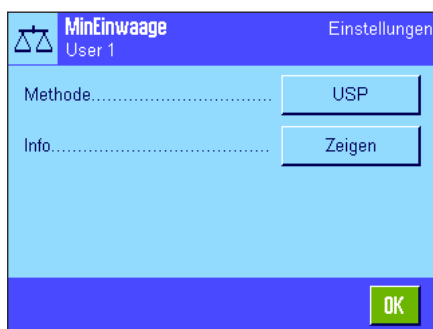 MinEinwaage
Einstellungen
User 1
Methode................................ USP
Info........................................ Zeigen
OK